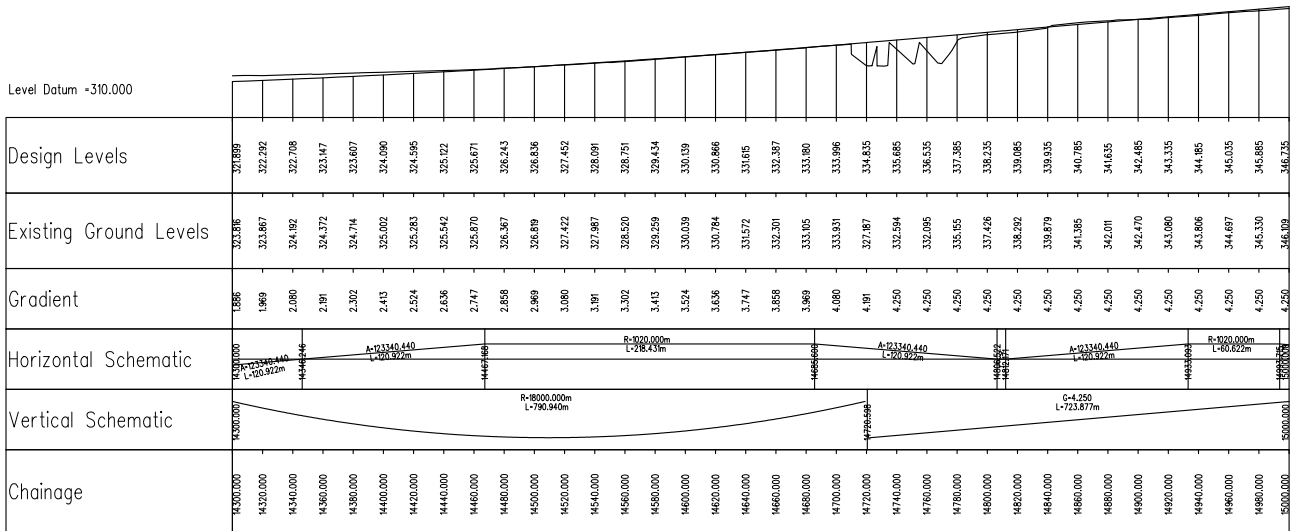 Level Datum =310.000
Design Levels
321.899 322.292 322.708 323.147 323.607 324.090 324.595 325.122 325.671 326.243 326.836 327.452 328.091 328.751 329.434 330.139 330.866 331.615 332.387 333.180 333.996 334.835 335.685 336.535 337.385 338.235 339.085 339.935 340.785 341.635 342.485 343.335 344.185 345.035 345.885 346.735
Existing Ground Levels
323.816 323.867 324.192 324.372 324.714 325.002 325.283 325.542 325.870 326.367 326.819 327.422 327.987 328.520 329.259 330.039 330.784 331.572 332.301 333.105 333.931 327.187 332.594 332.095 335.155 337.426 338.292 339.879 341.385 342.011 342.470 343.080 343.806 344.697 345.330 346.109
Gradient
1.886 1.969 2.080 2.191 2.302 2.413 2.524 2.636 2.747 2.858 2.969 3.080 3.191 3.302 3.413 3.524 3.636 3.747 3.858 3.969 4.080 4.191 4.250 4.250 4.250 4.250 4.250 4.250 4.250 4.250 4.250 4.250 4.250 4.250 4.250 4.250
Horizontal Schematic
14300.000
A=123340.440
L=120.922m
14346.246
A=123340.440
L=120.922m
14467.168
R=1020.000m
L=218.431m
14685.600
A=123340.440
L=120.922m
14806.522
14812.171
A=123340.440
L=120.922m
14933.093
R=1020.000m
L=60.622m
15000.000
Vertical Schematic
14300.000
R=18000.000m
L=790.940m
14720.598
G=4.250
L=723.877m
15000.000
Chainage
14300.000 14320.000 14340.000 14360.000 14380.000 14400.000 14420.000 14440.000 14460.000 14480.000 14500.000 14520.000 14540.000 14560.000 14580.000 14600.000 14620.000 14640.000 14660.000 14680.000 14700.000 14720.000 14740.000 14760.000 14780.000 14800.000 14820.000 14840.000 14860.000 14880.000 14900.000 14920.000 14940.000 14960.000 14980.000 15000.000